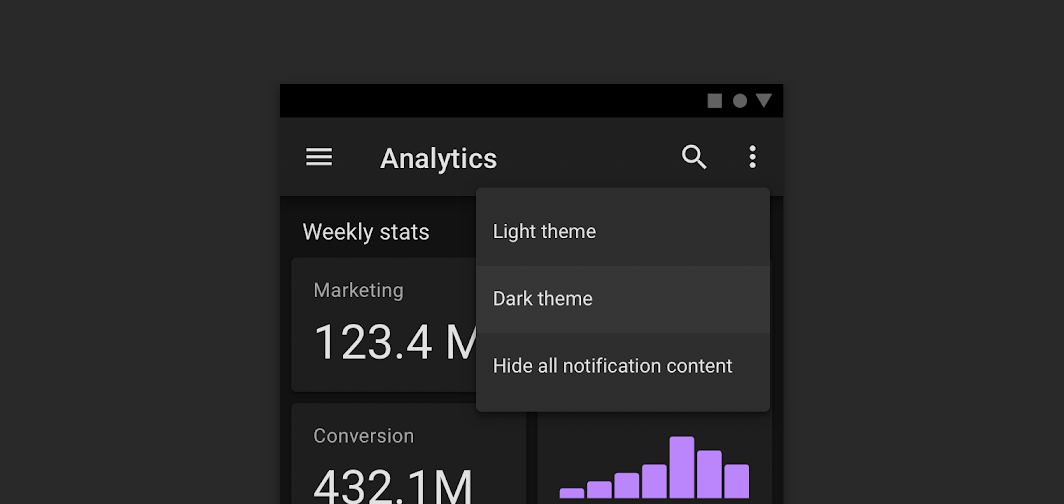 Analytics
Weekly stats
Light theme
Dark theme
Hide all notification content
Marketing
123.4 M
Conversion
432.1M